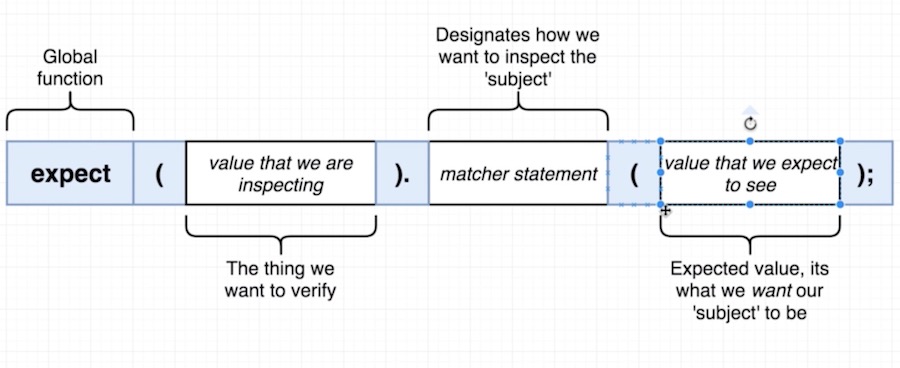 Designates how we
want to inspect the
'subject'
Global
function
expect ( value that we are ). matcher statement ( value that we expect );
inspecting
to see
The thing we
want to verify
Expected value, its
what we want our
'subject' to be